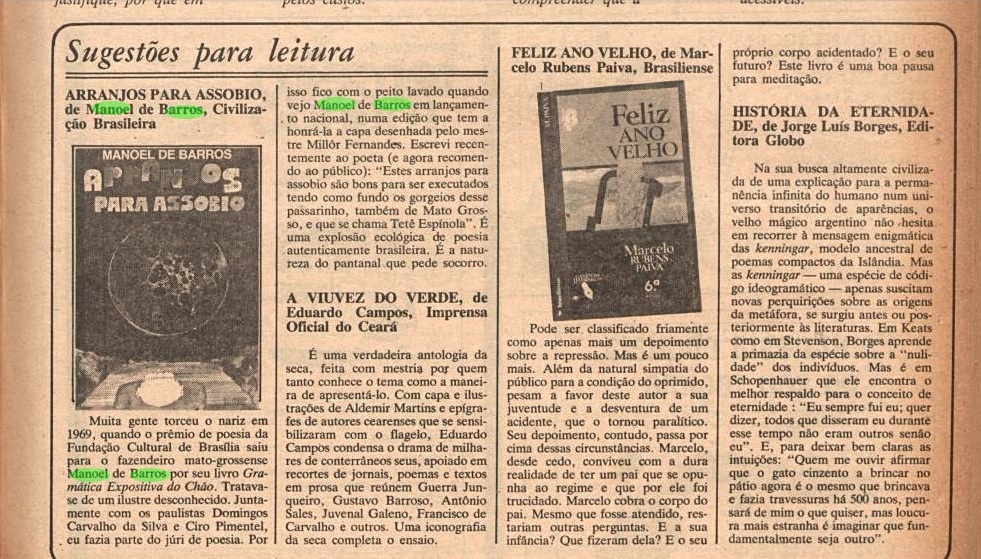 justifique, por que em
pelos custos.
compreender que a
acessíveis.
Sugestões para leitura
ARRANJOS PARA ASSOBIO,
de Manoel de Barros, Civiliza-
ção Brasileira
MANOEL DE BARROS
ARRANJOS
PARA ASSOBIO
Muita gente torceu o nariz em
1969, quando o prêmio de poesia da
Fundação Cultural de Brasília saiu
para o fazendeiro mato-grossense
Manoel de Barros por seu livro Gra-
mática Expositiva do Chão. Tratava-
se de um ilustre desconhecido. Junta-
mente com os paulistas Domingos
Carvalho da Silva e Ciro Pimentel,
eu fazia parte do júri de poesia. Por
isso fico com o peito lavado quando
vejo Manoel de Barros em lançamen-
to nacional, numa edição que tem a
honrá-la a capa desenhada pelo mes-
tre Millôr Fernandes. Escrevi recen-
temente ao poeta (e agora recomen-
do ao público): "Estes arranjos para
assobio são bons para ser executados
tendo como fundo os gorgeios desse
passarinho, também de Mato Gros-
so, e que se chama Tetê Espínola". É
uma explosão ecológica de poesia
autenticamente brasileira. É a natu-
reza do pantanal que pede socorro.
A VIUVEZ DO VERDE, de
Eduardo Campos, Imprensa
Oficial do Ceará
É uma verdadeira antologia da
seca, feita com mestria por quem
tanto conhece o tema como a manei-
ra de apresentá-lo. Com capa e ilus-
trações de Aldemir Martins e epígra-
fes de autores cearenses que se sensi-
bilizaram com o flagelo, Eduardo
Campos condensa o drama de milha-
res de conterrâneos seus, apoiado em
recortes de jornais, poemas e textos
em prosa que reúnem Guerra Jun-
queiro, Gustavo Barroso, Antônio
Sales, Juvenal Galeno, Francisco de
Carvalho e outros. Uma iconografia
da seca completa o ensaio.
FELIZ ANO VELHO, de Mar-
celo Rubens Paiva, Brasiliense
Feliz
ANO
VELHO
Marcelo
RUBENS
PAIVA
6ª
Pode ser classificado friamente
como apenas mais um depoimento
sobre a repressão. Mas é um pouco
mais. Além da natural simpatia do
público para a condição do oprimido,
pesam a favor deste autor a sua
juventude e a desventura de um
acidente, que o tornou paralítico.
Seu depoimento, contudo, passa por
cima dessas circunstâncias. Marcelo,
desde cedo, conviveu com a dura
realidade de ter um pai que se opu-
nha ao regime e que por ele foi
trucidado. Marcelo cobra o corpo do
pai. Mesmo que fosse atendido, res-
tariam outras perguntas. E a sua
infância? Que fizeram dela? E o seu
próprio corpo acidentado? E o seu
futuro? Este livro é uma boa pausa
para meditação.
HISTÓRIA DA ETERNIDA-
DE, de Jorge Luís Borges, Edi-
tora Globo
Na sua busca altamente civiliza-
da de uma explicação para a perma-
nência infinita do humano num uni-
verso transitório de aparências, o
velho mágico argentino não hesita
em recorrer à mensagem enigmática
das kenningar, modelo ancestral de
poemas compactos da Islândia. Mas
as kenningar — uma espécie de códi-
go ideogramático — apenas suscitam
novas perquirições sobre as origens
da metáfora, se surgiu antes ou pos-
teriormente às literaturas. Em Keats
como em Stevenson, Borges aprende
a primazia da espécie sobre a "nuli-
dade" dos indivíduos. Mas é em
Schopenhauer que ele encontra o
melhor respaldo para o conceito de
eternidade : "Eu sempre fui eu; quer
dizer, todos que disseram eu durante
esse tempo não eram outros senão
eu". E, para deixar bem claras as
intuições: "Quem me ouvir afirmar
que o gato cinzento a brincar no
pátio agora é o mesmo que brincava
e fazia travessuras há 500 anos, pen-
sará de mim o que quiser, mas loucu-
ra mais estranha é imaginar que fun-
damentalmente seja outro".